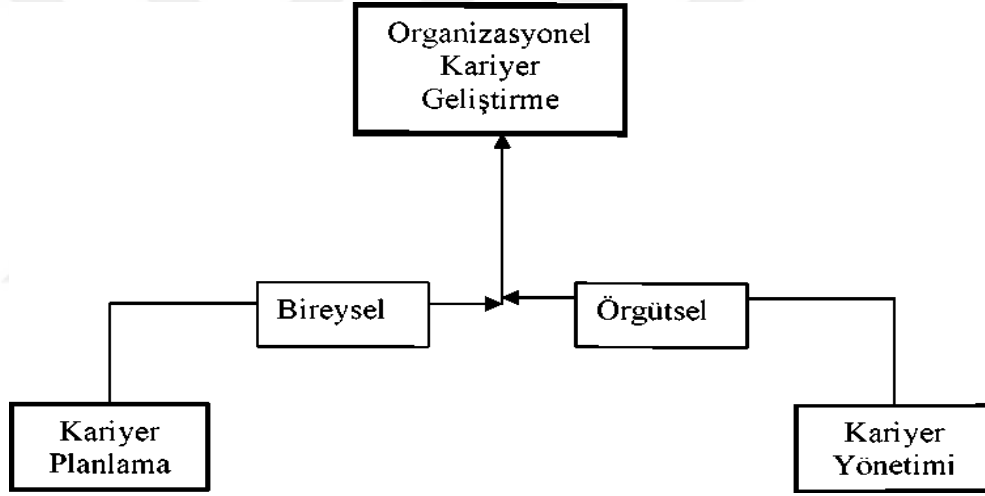 Organizasyonel
Kariyer
Geliştirme
Bireysel
Örgütsel
Kariyer
Planlama
Kariyer
Yönetimi